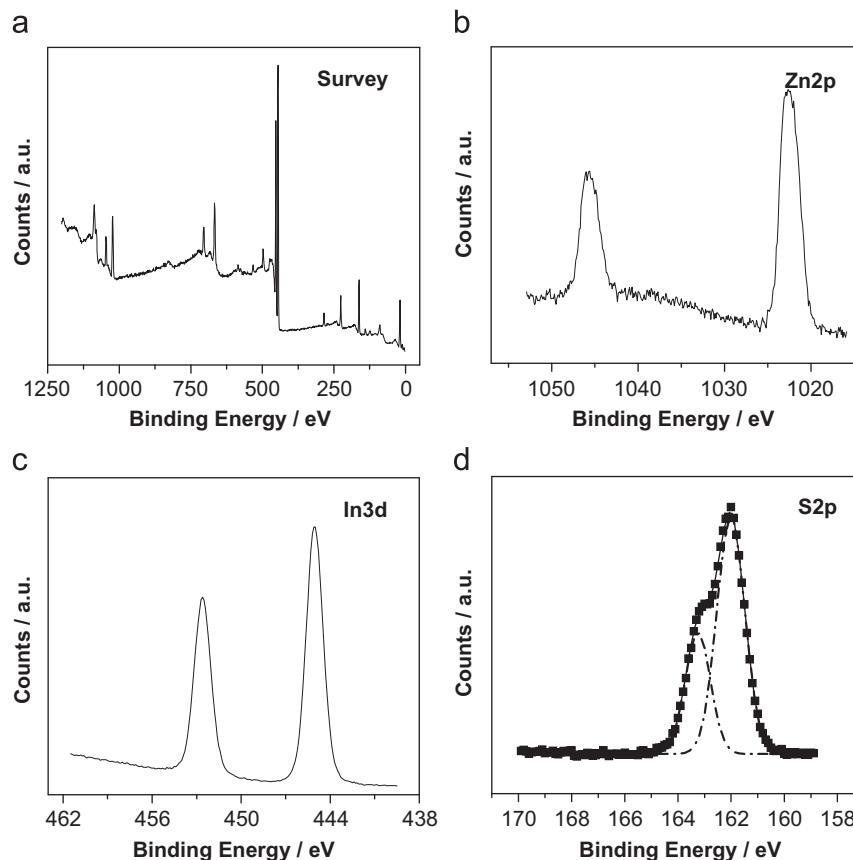 a
Survey
Counts / a.u.
1250 1000 750 500 250 0
Binding Energy / eV
b
Zn2p
Counts / a.u.
1050 1040 1030 1020
Binding Energy / eV
c
In3d
Counts / a.u.
462 456 450 444 438
Binding Energy / eV
d
S2p
Counts / a.u.
170 168 166 164 162 160 158
Binding Energy / eV